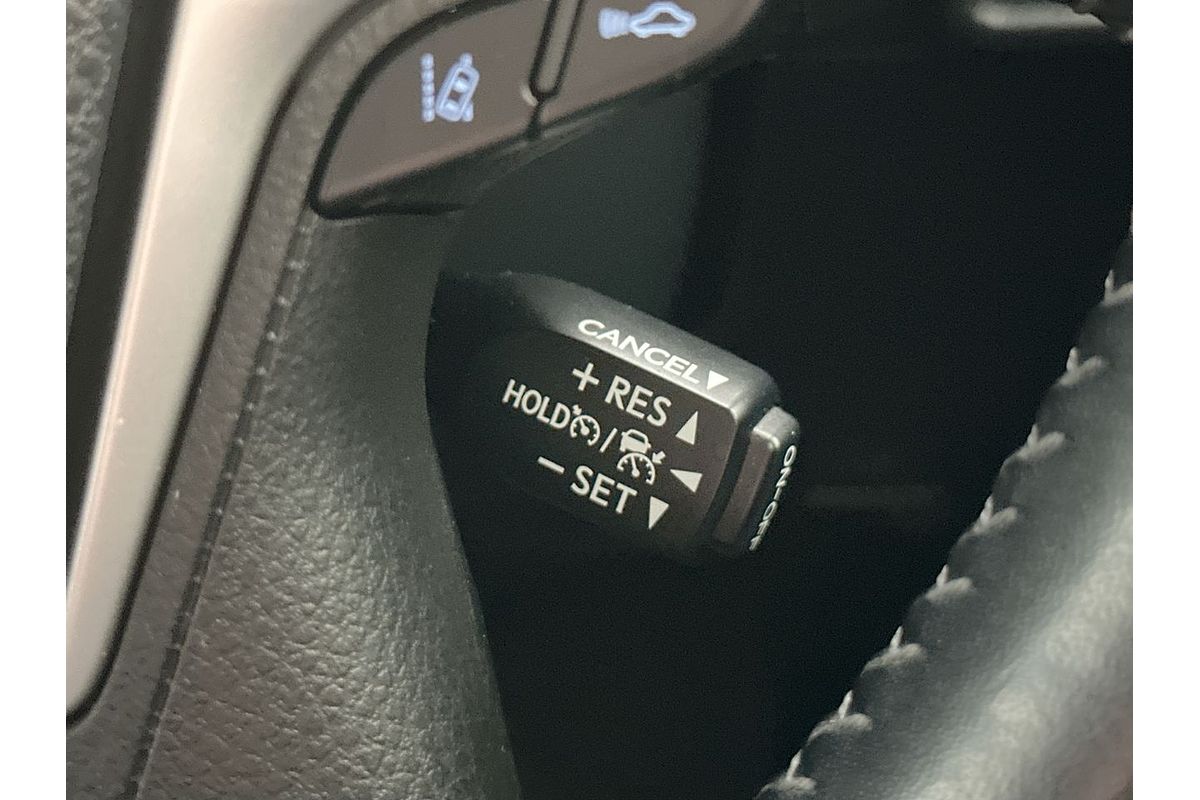 CANCEL
+ RES
HOLD /
- SET
ON-OFF